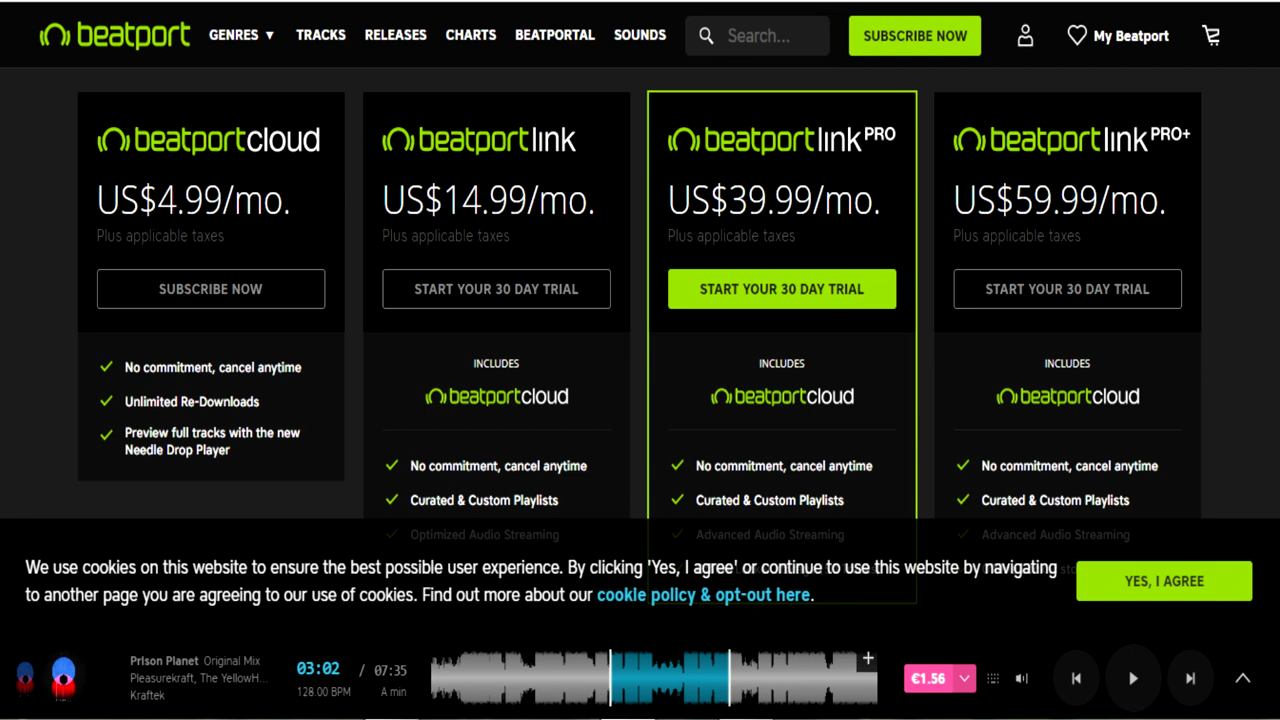 beatport GENRES ▼ TRACKS RELEASES CHARTS BEATPORTAL SOUNDS Search... SUBSCRIBE NOW My Beatport
beatportcloud
US$4.99/mo.
Plus applicable taxes
SUBSCRIBE NOW
No commitment, cancel anytime
Unlimited Re-Downloads
Preview full tracks with the new
Needle Drop Player
beatportlink
US$14.99/mo.
Plus applicable taxes
START YOUR 30 DAY TRIAL
INCLUDES
beatportcloud
No commitment, cancel anytime
Curated & Custom Playlists
Optimized Audio Streaming
beatportlink PRO
US$39.99/mo.
Plus applicable taxes
START YOUR 30 DAY TRIAL
INCLUDES
beatportcloud
No commitment, cancel anytime
Curated & Custom Playlists
Advanced Audio Streaming
beatportlink PRO+
US$59.99/mo.
Plus applicable taxes
START YOUR 30 DAY TRIAL
INCLUDES
beatportcloud
No commitment, cancel anytime
Curated & Custom Playlists
Advanced Audio Streaming
We use cookies on this website to ensure the best possible user experience. By clicking 'Yes, I agree' or continue to use this website by navigating
to another page you are agreeing to our use of cookies. Find out more about our cookie policy & opt-out here.
YES, I AGREE
Prison Planet Original Mix
Pleasurekraft, The YellowH...
Kraftek
03:02 / 07:35
128.00 BPM A min
€1.56